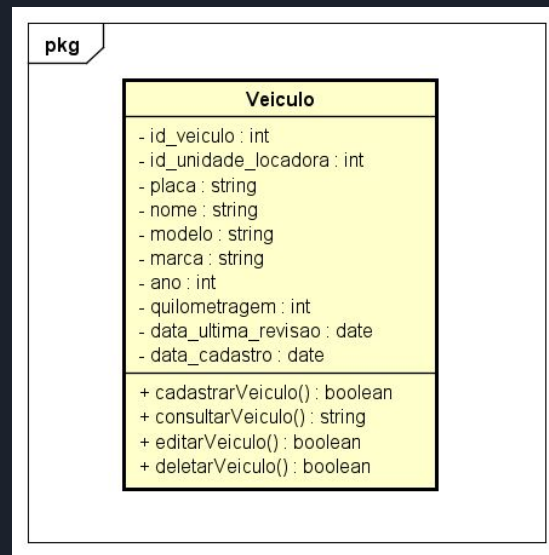 pkg
Veiculo
- id_veiculo : int
- id_unidade_locadora : int
- placa : string
- nome : string
- modelo : string
- marca : string
- ano : int
- quilometragem : int
- data_ultima_revisao : date
- data_cadastro : date
+ cadastrarVeiculo() : boolean
+ consultarVeiculo() : string
+ editarVeiculo() : boolean
+ deletarVeiculo() : boolean